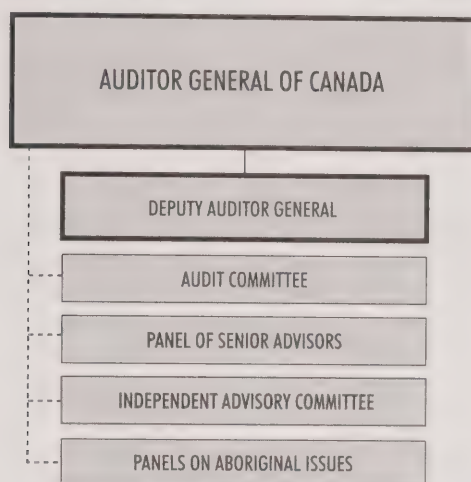 AUDITOR GENERAL OF CANADA
DEPUTY AUDITOR GENERAL
AUDIT COMMITTEE
PANEL OF SENIOR ADVISORS
INDEPENDENT ADVISORY COMMITTEE
PANELS ON ABORIGINAL ISSUES